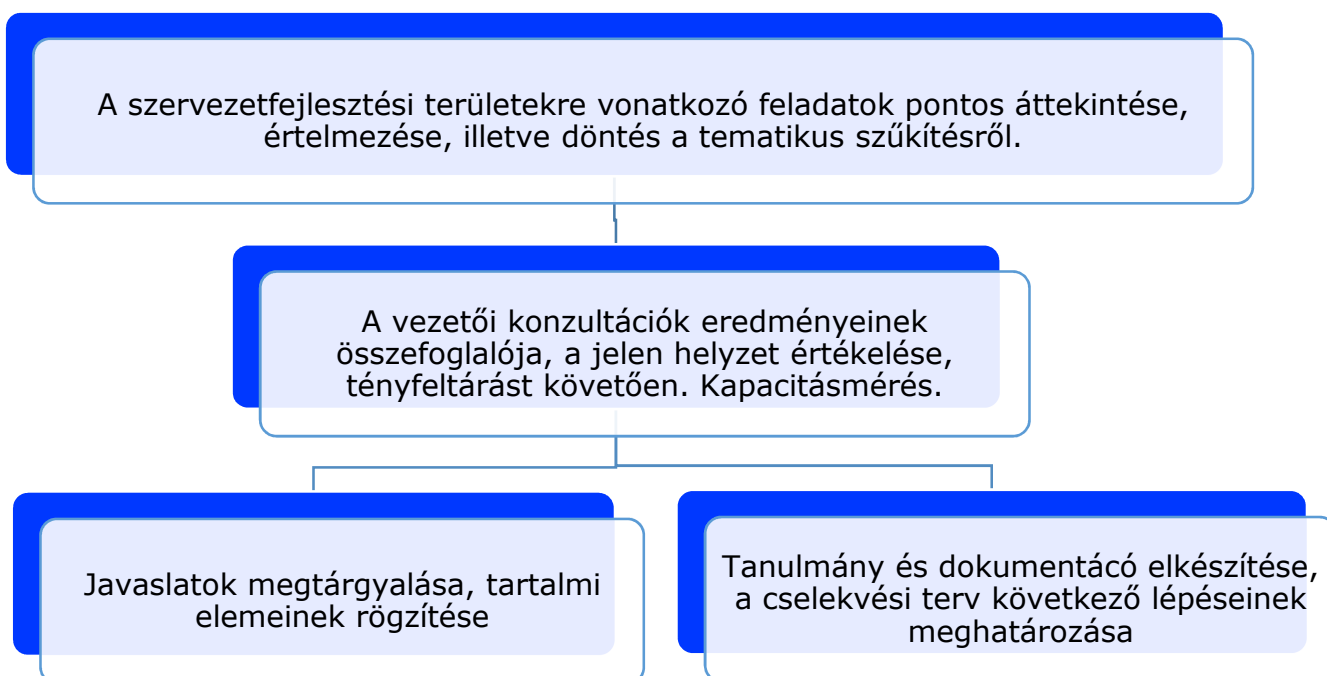 A szervezetfejlesztési területekre vonatkozó feladatok pontos áttekintése,
értelmezése, illetve döntés a tematikus szűkítésről.
A vezetői konzultációk eredményeinek
összefoglalója, a jelen helyzet értékelése,
tényfeltárást követően. Kapacitásmérés.
Javaslatok megtárgyalása, tartalmi
elemeinek rögzítése
Tanulmány és dokumentácó elkészítése,
a cselekvési terv következő lépéseinek
meghatározása